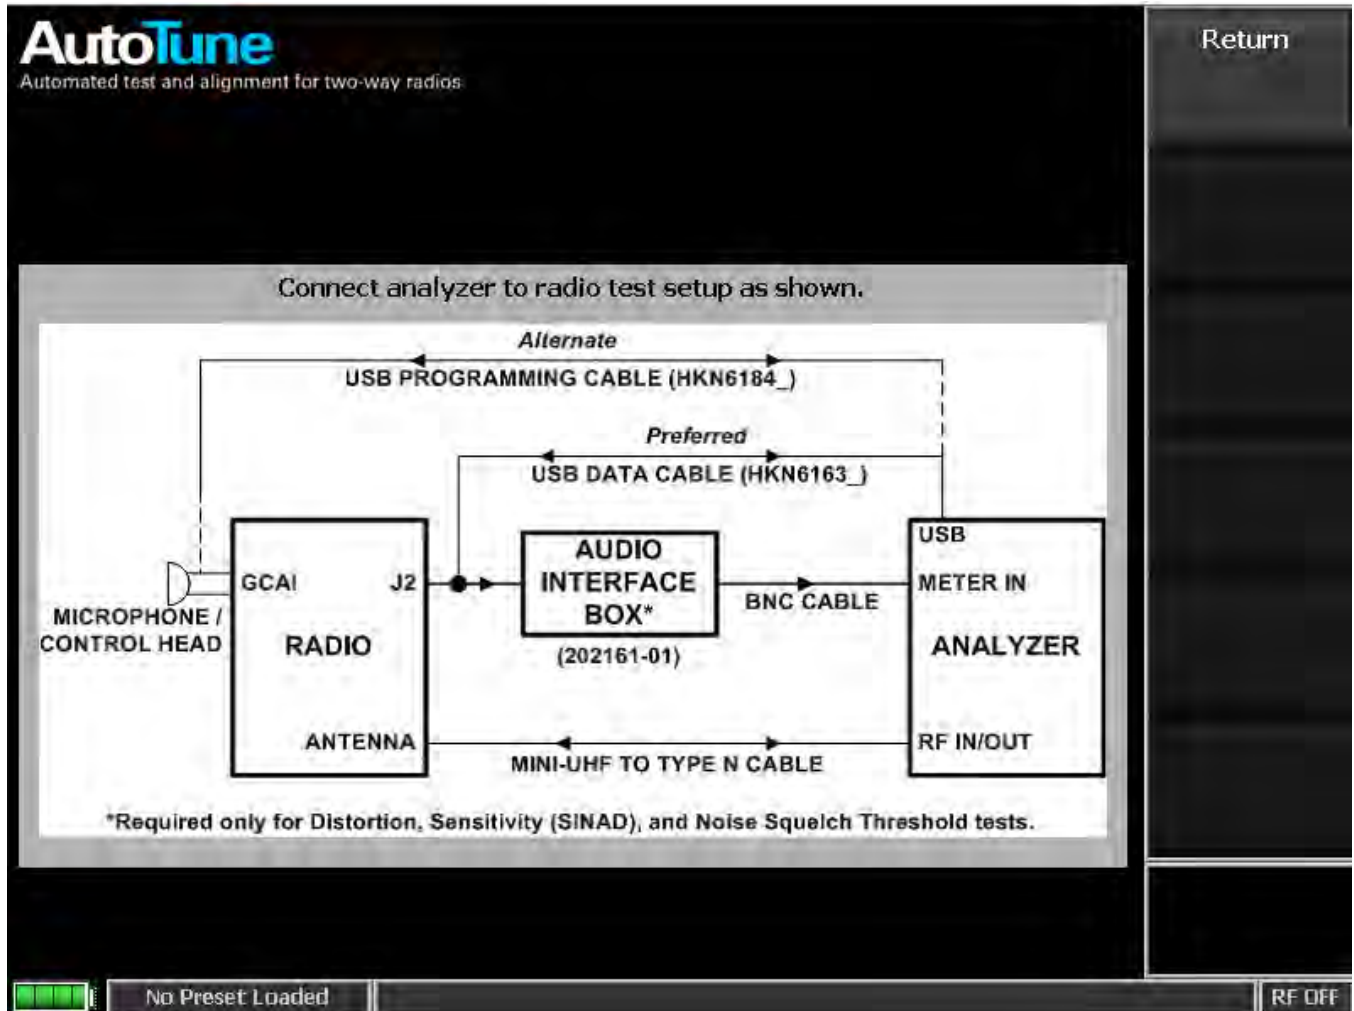 AutoTune
Return
Automated test and alignment for two-way radios
Connect analyzer to radio test setup as shown.
Alternate
USB PROGRAMMING CABLE (HKN6184_)
Preferred
USB DATA CABLE (HKN6163_)
USB
AUDIO
INTERFACE
BOX*
GCAI
J2
METER IN
BNC CABLE
MICROPHONE /
CONTROL HEAD
RADIO
(202161-01)
ANALYZER
ANTENNA
RF IN/OUT
MINI-UHF TO TYPE N CABLE
*Required only for Distortion, Sensitivity (SINAD), and Noise Squelch Threshold tests.
No Preset Loaded
RF OFF